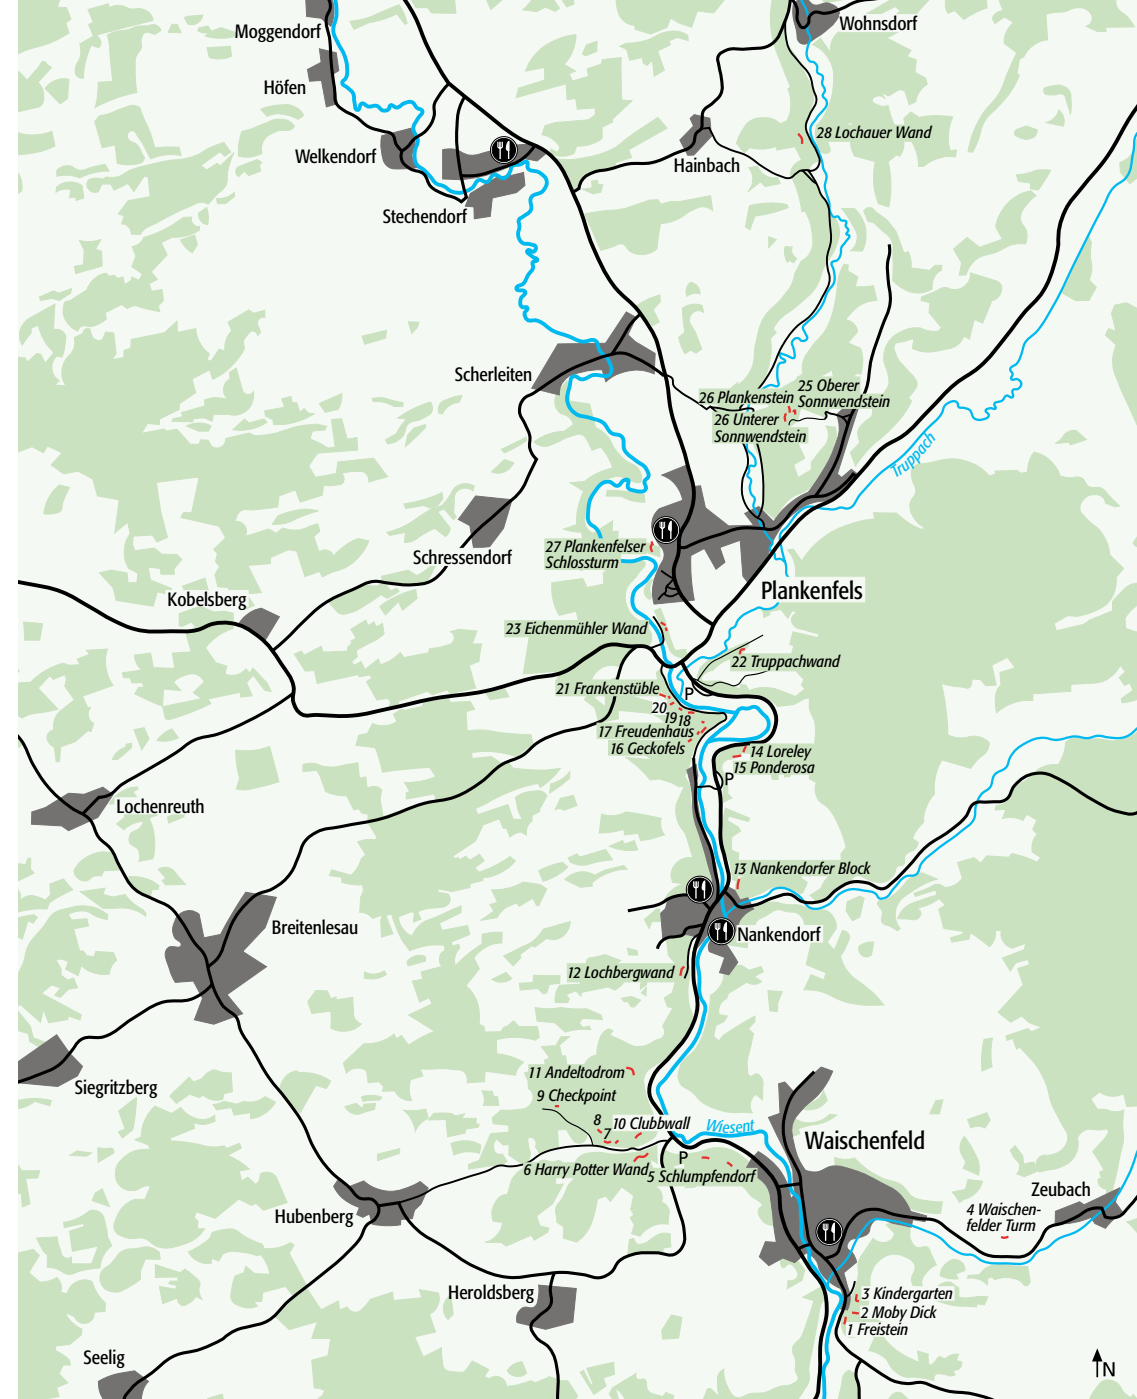 Moggendorf
Wohnsdorf
Höfen
28 Lochauer Wand
Welkendorf
Hainbach
Stechendorf
Scherleiten
26 Plankenstein
25 Oberer
Sonnwendstein
26 Unterer
Sonnwendstein
Truppach
27 Plankenfelser
Schlossturm
Schressendorf
Plankenfels
Kobelsberg
23 Eichenmühler Wand
22 Truppachwand
21 Frankenstüble
P
20
19
18
17 Freudenhaus
16 Geckofels
14 Loreley
15 Ponderosa
P
Lochenreuth
13 Nankendorfer Block
Breitenlesau
Nankendorf
12 Lochbergwand
11 Andeltodrom
Siegritzberg
9 Checkpoint
8
7
10 Clubbwall
Wiesent
Waischenfeld
P
6 Harry Potter Wand
5 Schlumpfendorf
Zeubach
4 Waischen-
felder Turm
Hubenberg
Heroldsberg
3 Kindergarten
2 Moby Dick
1 Freistein
Seelig
N